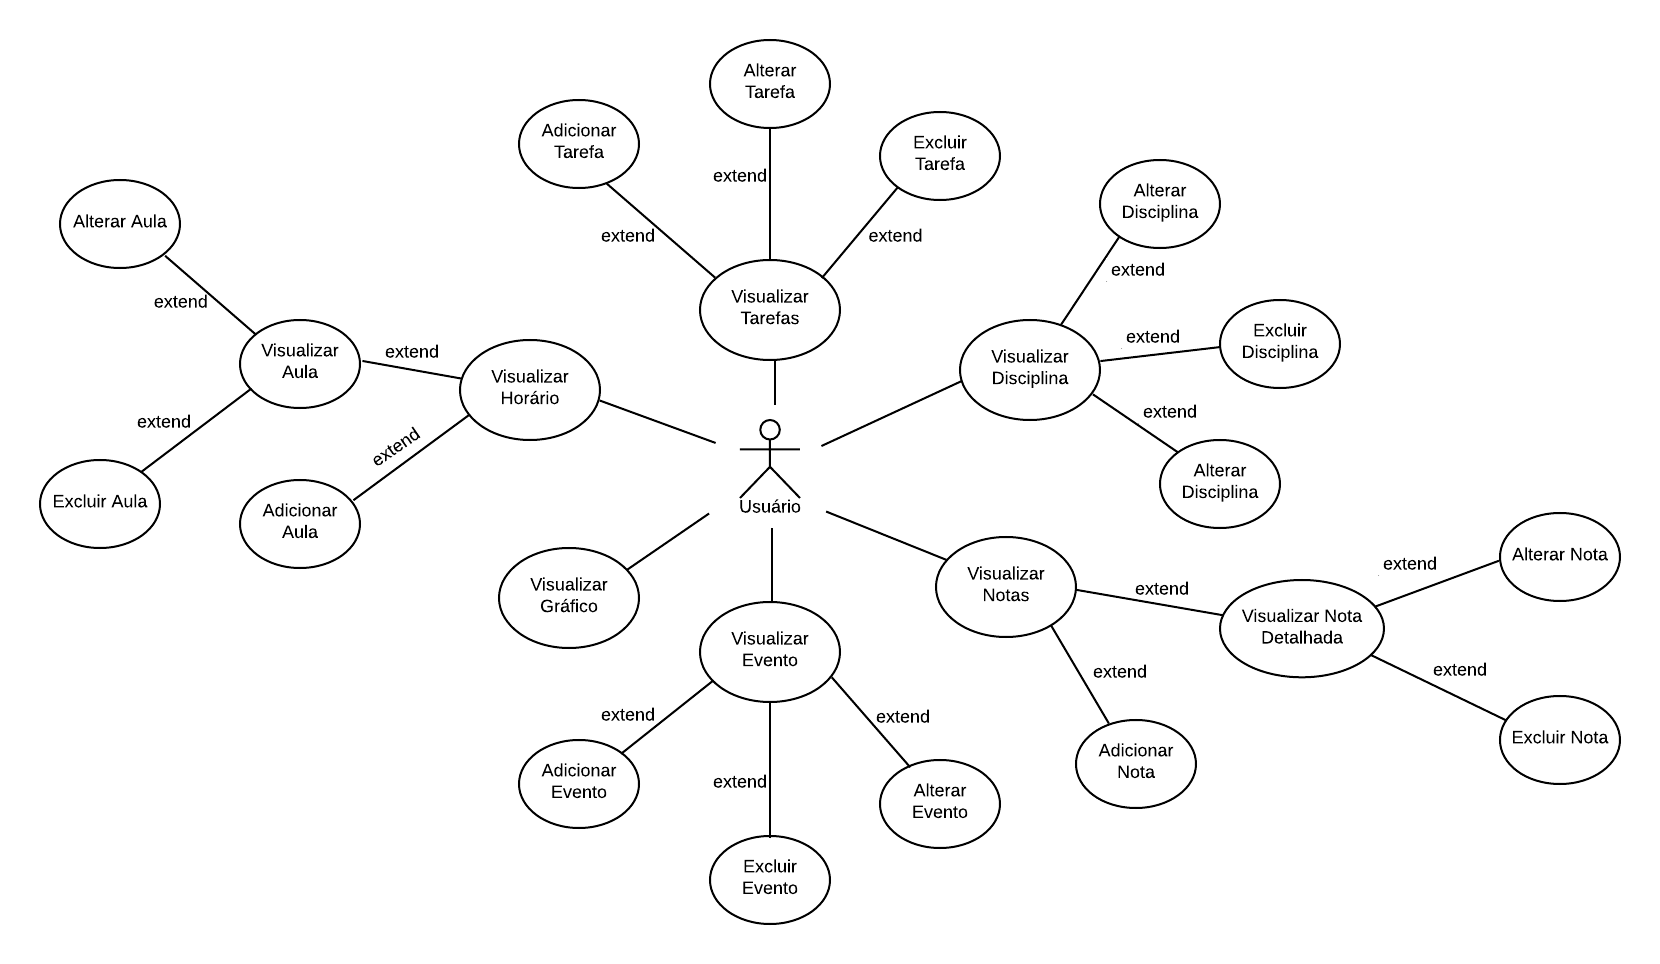 Alterar
Tarefa
Adicionar
Tarefa
Excluir
Tarefa
extend
extend
extend
Visualizar
Tarefas
Alterar Aula
extend
Visualizar
Aula
extend
Visualizar
Horário
extend
Excluir Aula
extend
Adicionar
Aula
Alterar
Disciplina
extend
Visualizar
Disciplina
extend
Excluir
Disciplina
extend
Alterar
Disciplina
Usuário
Visualizar
Gráfico
Visualizar
Evento
extend
extend
extend
Adicionar
Evento
Excluir
Evento
Alterar
Evento
Visualizar
Notas
extend
Visualizar Nota
Detalhada
extend
Alterar Nota
extend
Excluir Nota
extend
Adicionar
Nota